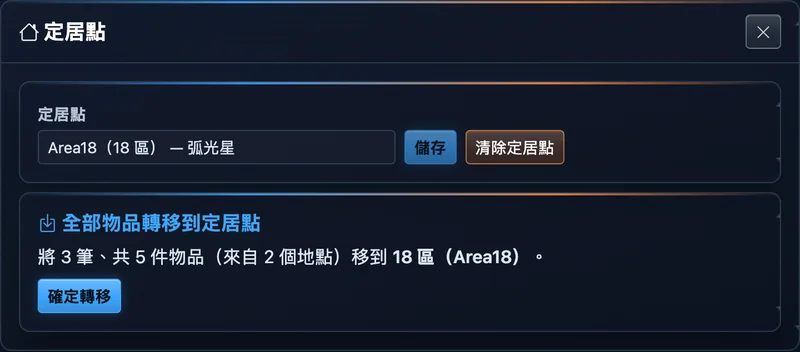 定居點
定居點
Area18（18 區） — 弧光星
儲存
清除定居點
全部物品轉移到定居點
將 3 筆、共 5 件物品（來自 2 個地點）移到 18 區（Area18）。
確定轉移